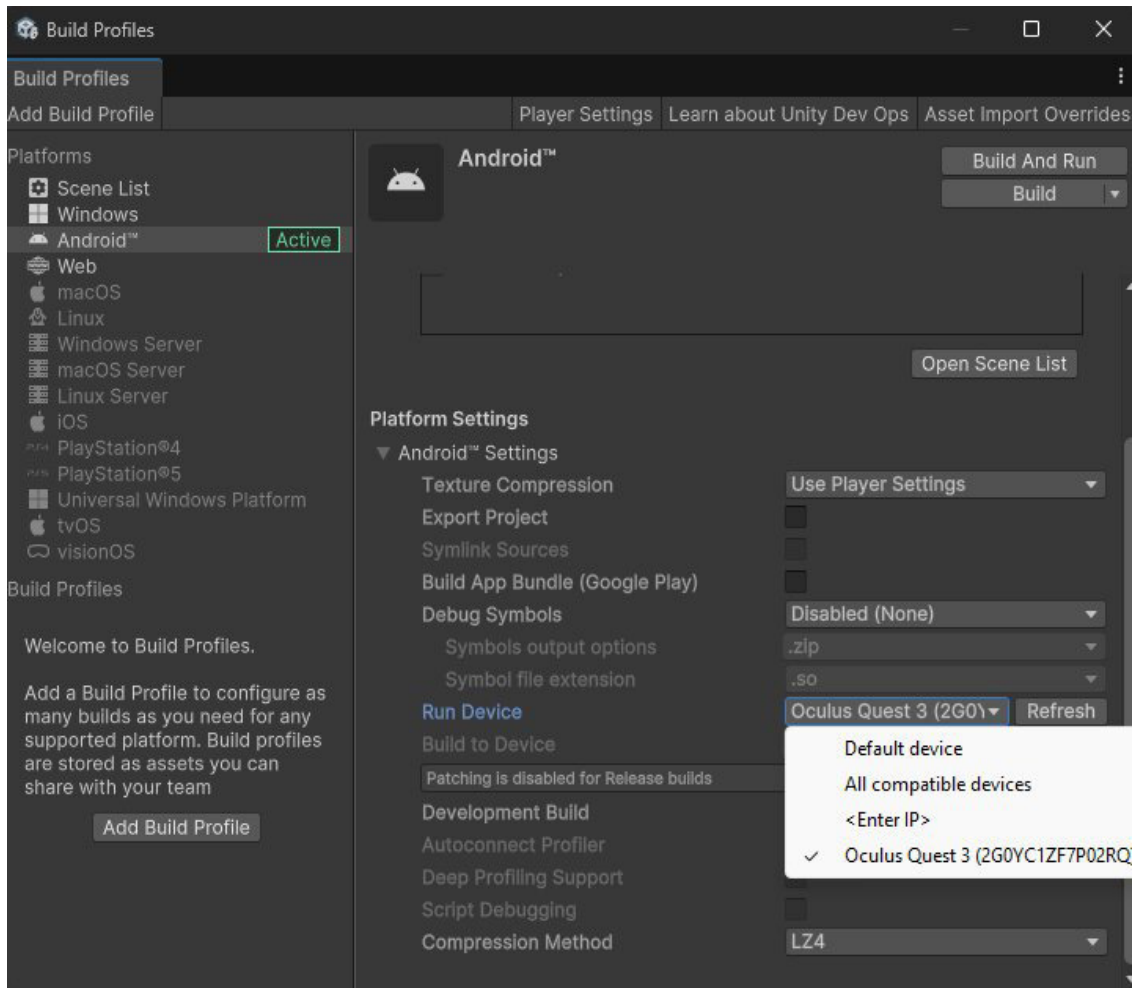 Build Profiles
Build Profiles
Add Build Profile
Player Settings
Learn about Unity Dev Ops
Asset Import Overrides
Platforms
Scene List
Windows
Android™
Active
Web
macOS
Linux
Windows Server
macOS Server
Linux Server
iOS
PlayStation®4
PlayStation®5
Universal Windows Platform
tvOS
visionOS
Build Profiles
Welcome to Build Profiles.
Add a Build Profile to configure as
many builds as you need for any
supported platform. Build profiles
are stored as assets you can
share with your team
Add Build Profile
Android™
Build And Run
Build
Open Scene List
Platform Settings
Android™ Settings
Texture Compression
Use Player Settings
Export Project
Symlink Sources
Build App Bundle (Google Play)
Debug Symbols
Disabled (None)
Symbols output options
.zip
Symbol file extension
.so
Run Device
Oculus Quest 3 (2G0Y
Refresh
Build to Device
Default device
All compatible devices
<Enter IP>
Oculus Quest 3 (2G0YC1ZF7P02RQ)
Patching is disabled for Release builds
Development Build
Autoconnect Profiler
Deep Profiling Support
Script Debugging
Compression Method
LZ4